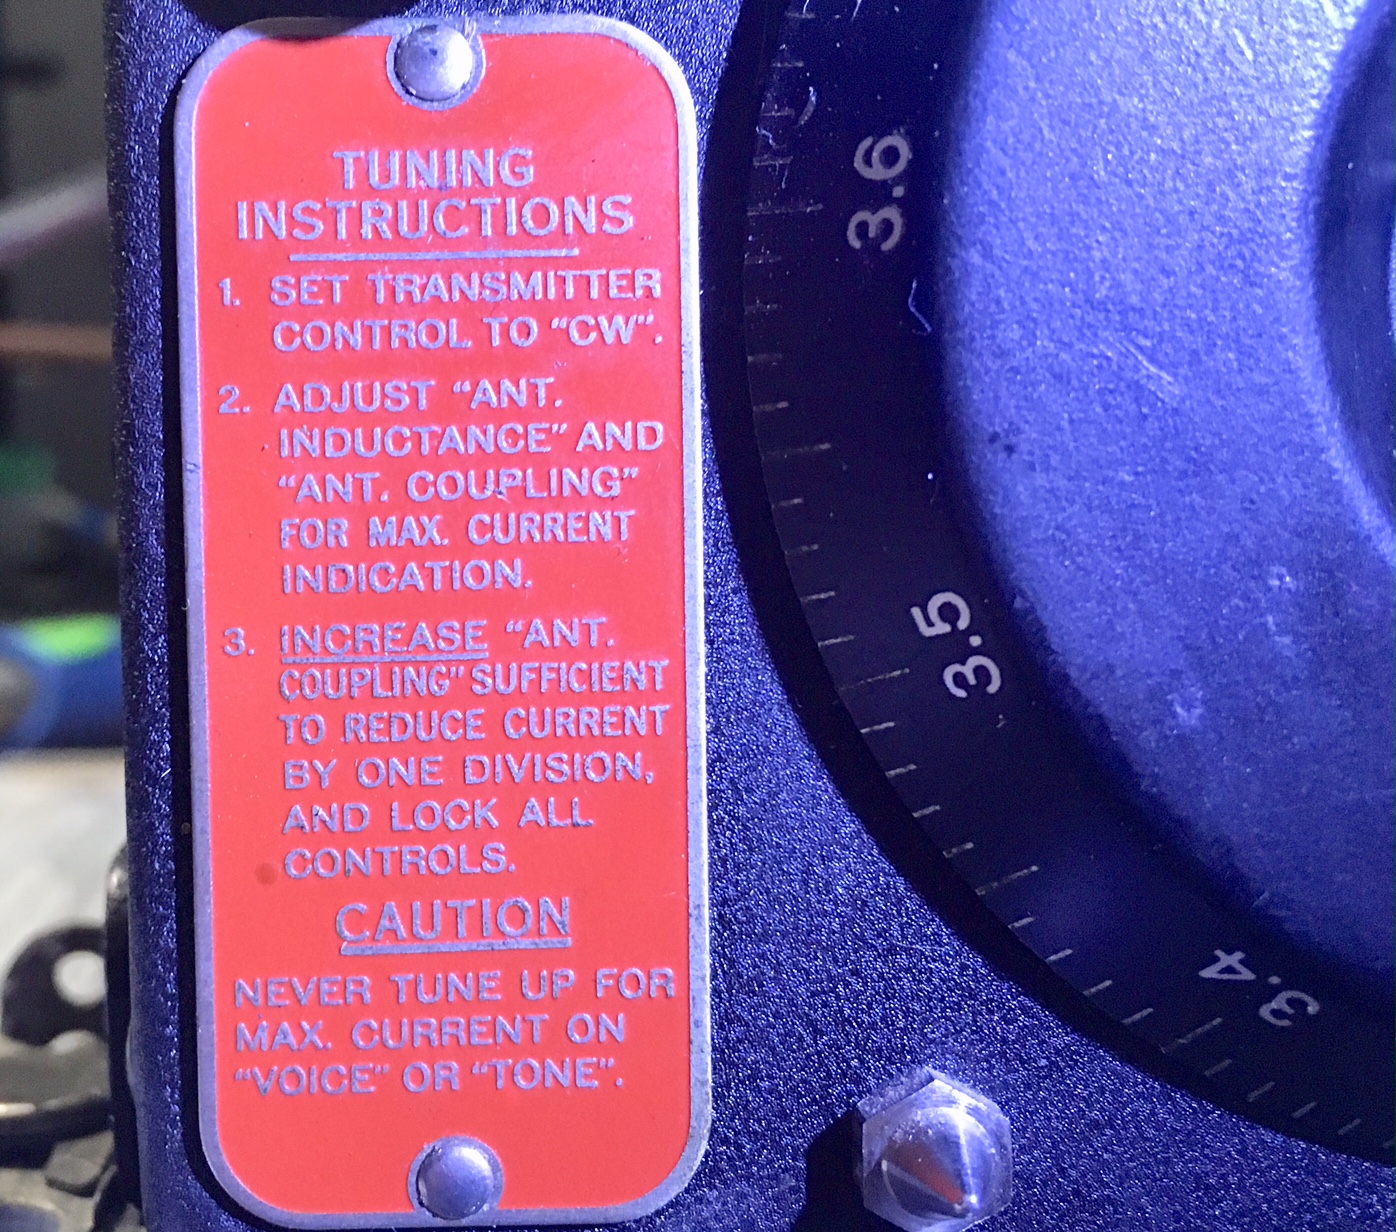 TUNING
INSTRUCTIONS
1. SET TRANSMITTER
CONTROL TO “CW”.
2. ADJUST “ANT.
INDUCTANCE” AND
“ANT. COUPLING”
FOR MAX. CURRENT
INDICATION.
3. INCREASE “ANT.
COUPLING” SUFFICIENT
TO REDUCE CURRENT
BY ONE DIVISION,
AND LOCK ALL
CONTROLS.
CAUTION
NEVER TUNE UP FOR
MAX. CURRENT ON
“VOICE” OR “TONE”.
3.6
3.5
3.4